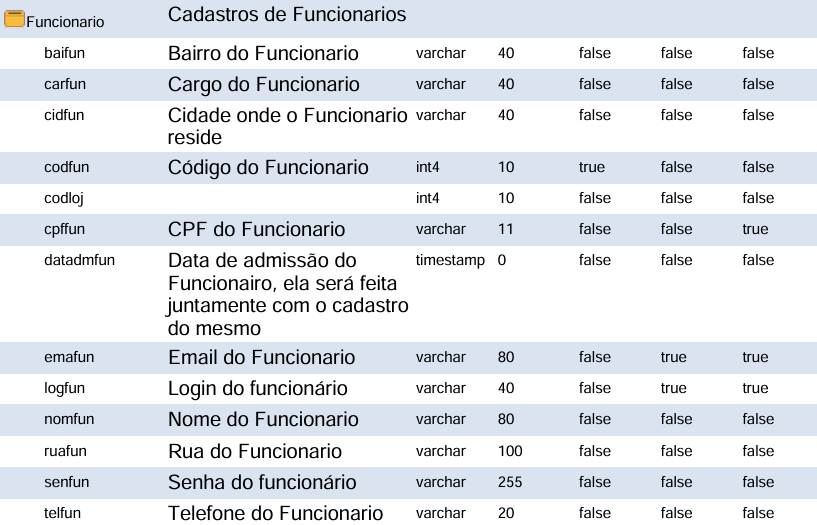 Funcionario Cadastros de Funcionarios
baifun Bairro do Funcionario varchar 40 false false false
carfun Cargo do Funcionario varchar 40 false false false
cidfun Cidade onde o Funcionario varchar 40 false false false
reside
codfun Código do Funcionario int4 10 true false false
codloj int4 10 false false false
cpffun CPF do Funcionario varchar 11 false false true
datadmfun Data de admissão do timestamp 0 false false false
Funcionairo, ela será feita
juntamente com o cadastro
do mesmo
emafun Email do Funcionario varchar 80 false true true
logfun Login do funcionário varchar 40 false true true
nomfun Nome do Funcionario varchar 80 false false false
ruafun Rua do Funcionario varchar 100 false false false
senfun Senha do funcionário varchar 255 false false false
telfun Telefone do Funcionario varchar 20 false false false